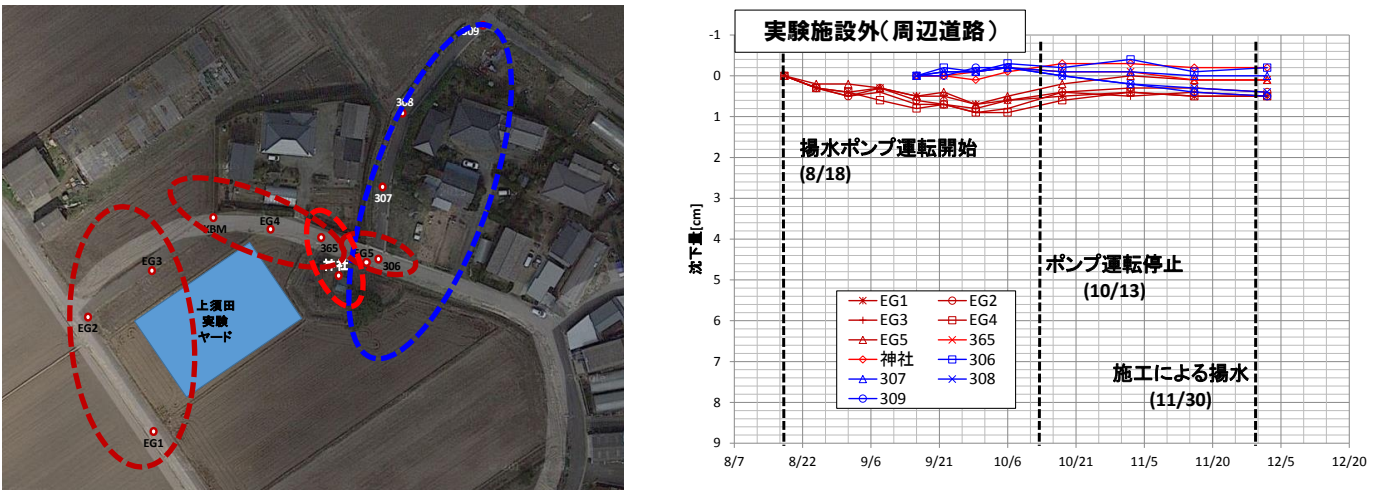 309
308
307
KBM
EG4
365
EG5
306
神社
EG3
EG2
EG1
上須田
実験
ヤード
実験施設外（周辺道路）
沈下量[cm]
-1
0
1
2
3
4
5
6
7
8
9
揚水ポンプ運転開始
(8/18)
ポンプ運転停止
(10/13)
施工による揚水
(11/30)
EG1 EG2
EG3 EG4
EG5 365
神社 306
307 308
309
8/7 8/22 9/6 9/21 10/6 10/21 11/5 11/20 12/5 12/20